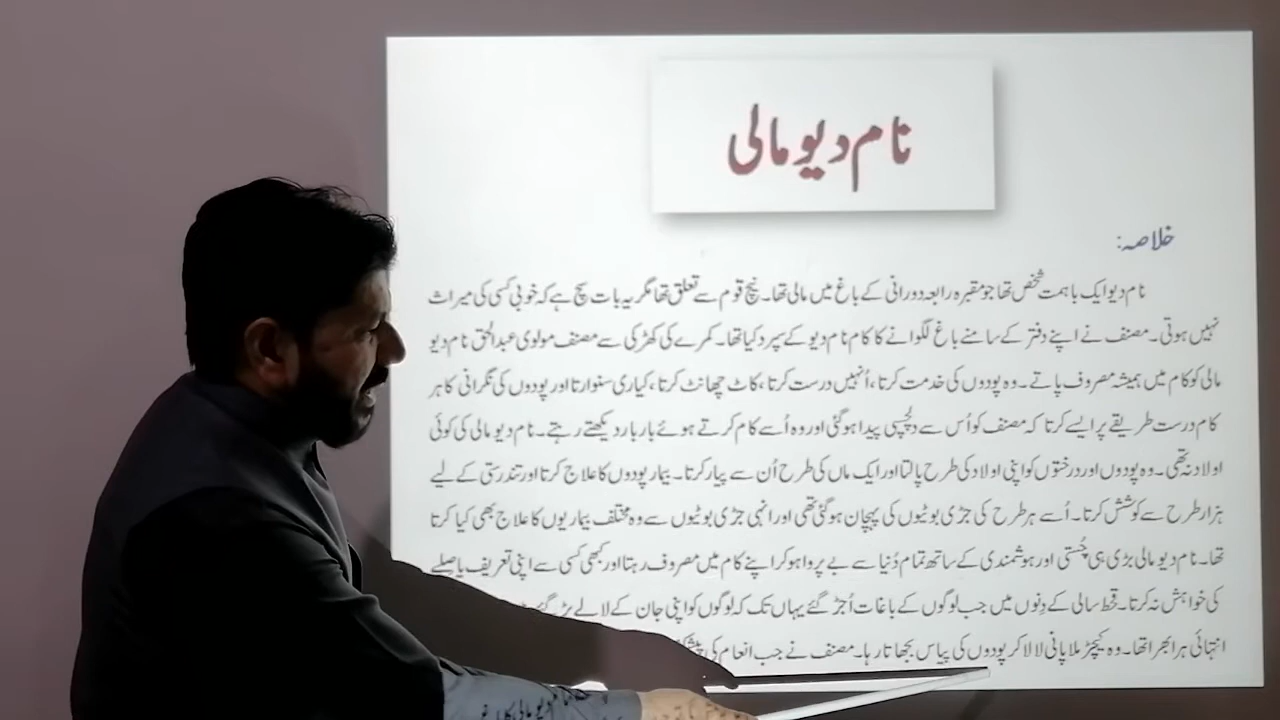 نام دیو مالی
خلاصہ:
نام دیو ایک باہمت شخص تھا جو مقبرہ رابعہ دورانی کے باغ میں مالی تھا۔ نیچ قوم سے تعلق تھا مگر یہ بات سچ ہے کہ خوبی کسی کی میراث
نہیں ہوتی۔ مصنف نے اپنے دفتر کے سامنے باغ لگوانے کا کام نام دیو کے سپرد کیا تھا۔ کمرے کی کھڑکی سے مصنف مولوی عبدالحق نام دیو
مالی کو کام میں ہمیشہ مصروف پاتے۔ وہ پودوں کی خدمت کرتا، اُنہیں درست کرتا، کاٹ چھانٹ کرتا، کیاری سنوارتا اور پودوں کی نگرانی کا ہر
کام درست طریقے پر ایسے کرتا کہ مصنف کو اُس سے دلچسپی پیدا ہو گئی اور وہ اُسے کام کرتے ہوئے بار بار دیکھتے رہتے۔ نام دیو مالی کی کوئی
اولاد نہ تھی۔ وہ پودوں اور درختوں کو اپنی اولاد کی طرح پالتا اور ایک ماں کی طرح اُن سے پیار کرتا۔ بیمار پودوں کا علاج کرتا اور تندرستی کے لیے
ہزار طرح سے کوشش کرتا۔ اُسے ہر طرح کی جڑی بوٹیوں کی پہچان ہو گئی تھی اور انہی جڑی بوٹیوں سے وہ مختلف بیماریوں کا علاج بھی کیا کرتا
تھا۔ نام دیو مالی بڑی ہی چُستی اور ہوشمندی کے ساتھ تمام دُنیا سے بے پروا ہو کر اپنے کام میں مصروف رہتا اور کبھی کسی سے اپنی تعریف یا صلے
کی خواہش نہ کرتا۔ قحط سالی کے دنوں میں جب لوگوں کے باغات اُجڑ گئے یہاں تک کہ لوگوں کو اپنی جان کے لالے پڑ گئے
انتہائی ہرا بھرا تھا۔ وہ کیچڑ ملا پانی لا لا کر پودوں کی پیاس بجھاتا رہا۔ مصنف نے جب انعام کی